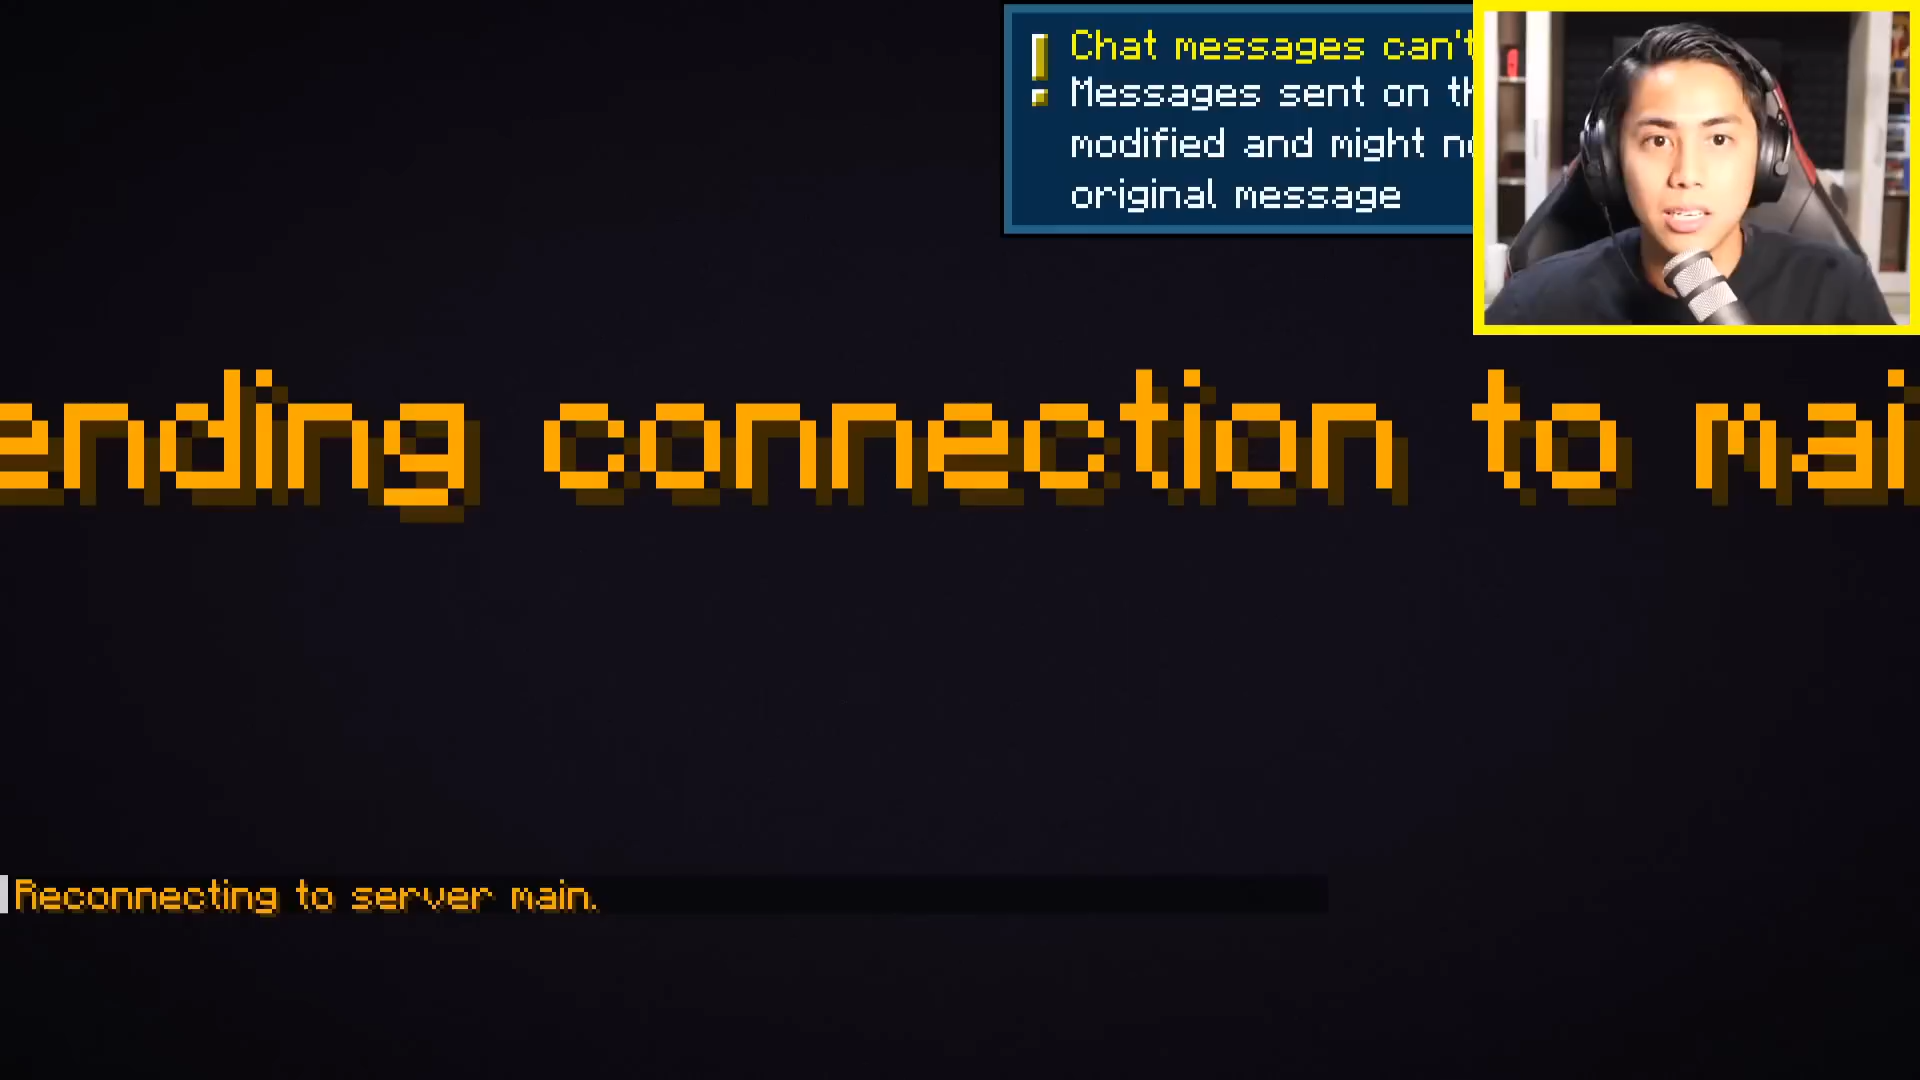 Chat messages can't
Messages sent on th
modified and might no
original message
ending connection to mai
Reconnecting to server main.